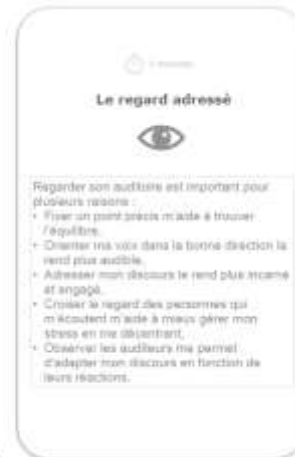 Le regard adressé
Regarder son auditoire est important pour
plusieurs raisons :
• Fixer un point précis m'aide à trouver
l'équilibre,
• Orienter ma voix dans la bonne direction la
rend plus audible,
• Adresser mon discours le rend plus incarné
et engagé,
• Croiser le regard des personnes qui
m'écoutent m'aide à mieux gérer mon
stress en me décentrant,
• Observer les auditeurs me permet
d'adapter mon discours en fonction de
leurs réactions.